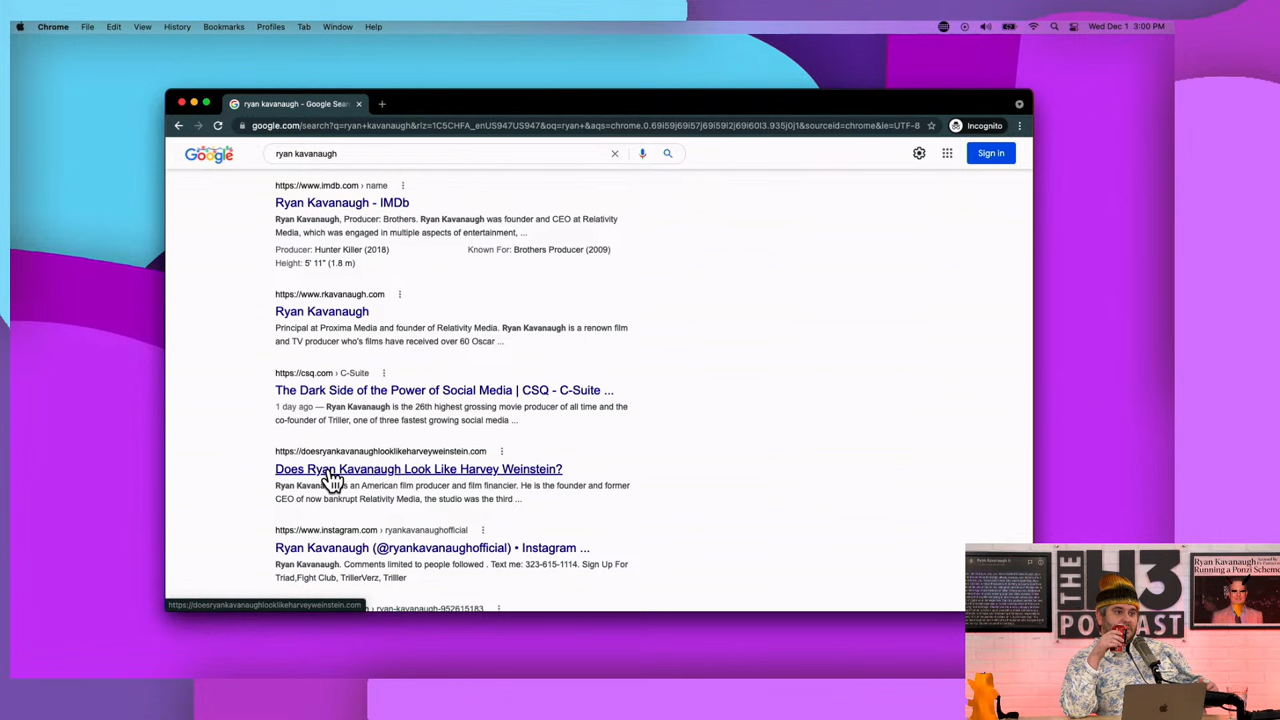 Chrome File Edit View History Bookmarks Profiles Tab Window Help
Wed Dec 1 3:00 PM
ryan kavanaugh - Google Sear
google.com/search?q=ryan+kavanaugh&rlz=1C5CHFA_enUS947US947&oq=ryan+&aqs=chrome.0.69i59j69i57j69i59l2j69i60l3.935j0j1&sourceid=chrome&ie=UTF-8
Incognito
Google
ryan kavanaugh
Sign in
https://www.imdb.com › name
Ryan Kavanaugh - IMDb
Ryan Kavanaugh, Producer: Brothers. Ryan Kavanaugh was founder and CEO at Relativity
Media, which was engaged in multiple aspects of entertainment, ...
Producer: Hunter Killer (2018) Known For: Brothers Producer (2009)
Height: 5' 11" (1.8 m)
https://www.rkavanaugh.com
Ryan Kavanaugh
Principal at Proxima Media and founder of Relativity Media. Ryan Kavanaugh is a renown film
and TV producer who's films have received over 60 Oscar ...
https://csq.com › C-Suite
The Dark Side of the Power of Social Media | CSQ - C-Suite ...
1 day ago — Ryan Kavanaugh is the 26th highest grossing movie producer of all time and the
co-founder of Triller, one of three fastest growing social media ...
https://doesryankavanaughlooklikeharveyweinstein.com
Does Ryan Kavanaugh Look Like Harvey Weinstein?
Ryan Kavana is an American film producer and film financier. He is the founder and former
CEO of now bankrupt Relativity Media, the studio was the third ...
https://www.instagram.com › ryankavanaughofficial
Ryan Kavanaugh (@ryankavanaughofficial) • Instagram ...
Ryan Kavanaugh. Comments limited to people followed . Text me: 323-615-1114. Sign Up For
Triad,Fight Club, TrillerVerz, Trilller
› ryan-kavanaugh-952615183
https://doesryankavanaughlooklikeharveyweinstein.com
THE H3
PODCAST
Ryan Kavanaugh
Running a Ponzi Scheme